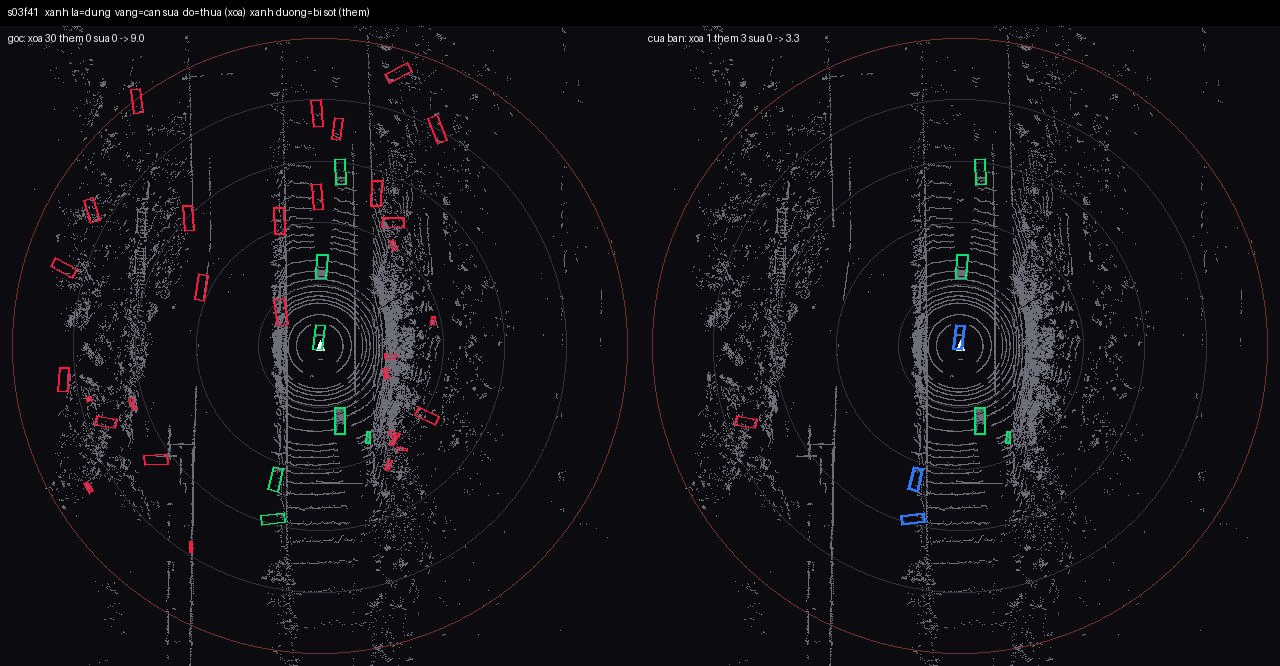 s03f41 xanh la=dung vang=can sua do=thua (xoa) xanh duong=bi sot (them)
goc: xoa 30 them 0 sua 0 -> 9.0
cua ban: xoa 1 them 3 sua 0 -> 3.3